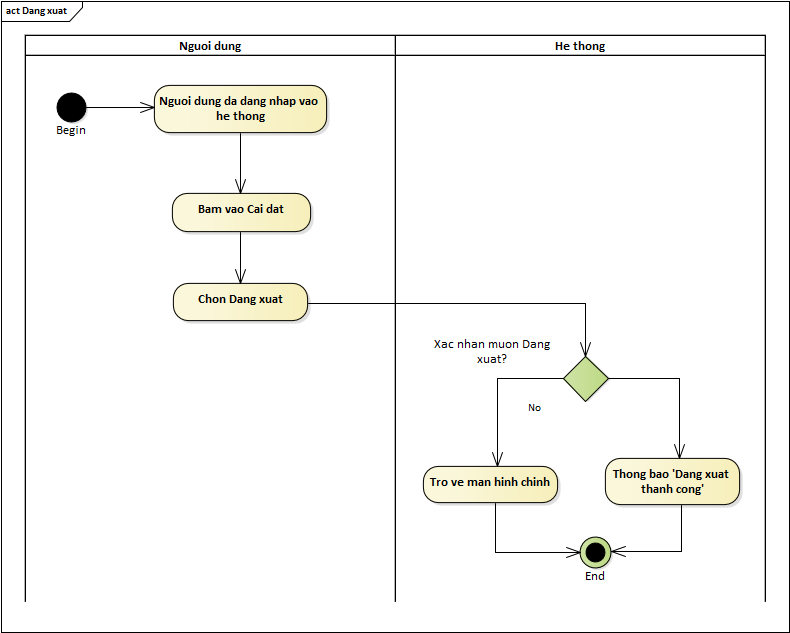 act Dang xuat
Nguoi dung
He thong
Nguoi dung da dang nhap vao
he thong
Begin
Bam vao Cai dat
Chon Dang xuat
Xac nhan muon Dang
xuat?
No
Tro ve man hinh chinh
Thong bao 'Dang xuat
thanh cong'
End